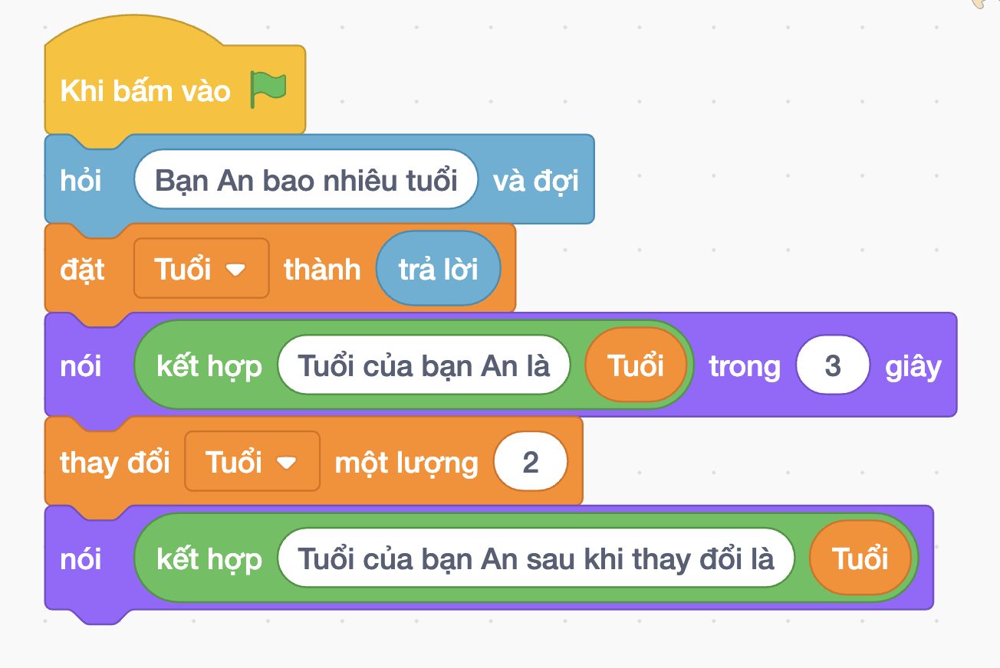 Khi bấm vào
hỏi Bạn An bao nhiêu tuổi và đợi
đặt Tuổi thành trả lời
nói kết hợp Tuổi của bạn An là Tuổi trong 3 giây
thay đổi Tuổi một lượng 2
nói kết hợp Tuổi của bạn An sau khi thay đổi là Tuổi